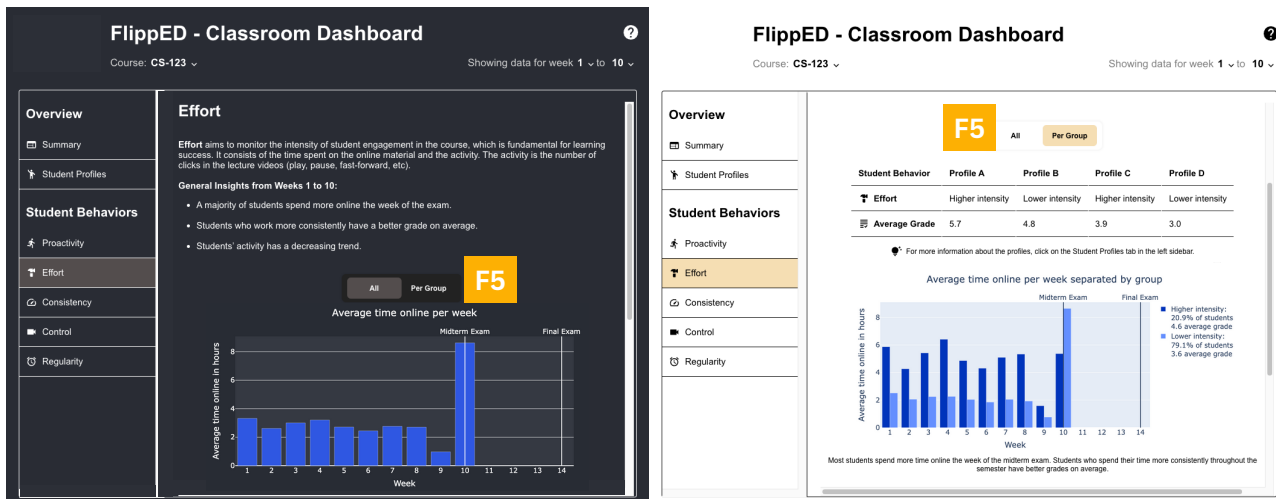 FlippED - Classroom Dashboard
?
Course: CS-123
Showing data for week 1 to 10
Overview
Summary
Student Profiles
Student Behaviors
Proactivity
Effort
Consistency
Control
Regularity
Effort
Effort aims to monitor the intensity of student engagement in the course, which is fundamental for learning
success. It consists of the time spent on the online material and the activity. The activity is the number of
clicks in the lecture videos (play, pause, fast-forward, etc).
General Insights from Weeks 1 to 10:
• A majority of students spend more online the week of the exam.
• Students who work more consistently have a better grade on average.
• Students' activity has a decreasing trend.
All
Per Group
F5
Average time online per week
Midterm Exam
Final Exam
Average time online in hours
8
6
4
2
0
1 2 3 4 5 6 7 8 9 10 11 12 13 14
Week
FlippED - Classroom Dashboard
?
Course: CS-123
Showing data for week 1 to 10
Overview
Summary
Student Profiles
Student Behaviors
Proactivity
Effort
Consistency
Control
Regularity
F5
All
Per Group
Student Behavior Profile A Profile B Profile C Profile D
Effort Higher intensity Lower intensity Higher intensity Lower intensity
Average Grade 5.7 4.8 3.9 3.0
For more information about the profiles, click on the Student Profiles tab in the left sidebar.
Average time online per week separated by group
Midterm Exam
Final Exam
Average time online in hours
8
6
4
2
0
1 2 3 4 5 6 7 8 9 10 11 12 13 14
Week
Higher intensity:
20.9% of students
4.6 average grade
Lower intensity:
79.1% of students
3.6 average grade
Most students spend more time online the week of the midterm exam. Students who spend their time more consistently throughout the
semester have better grades on average.